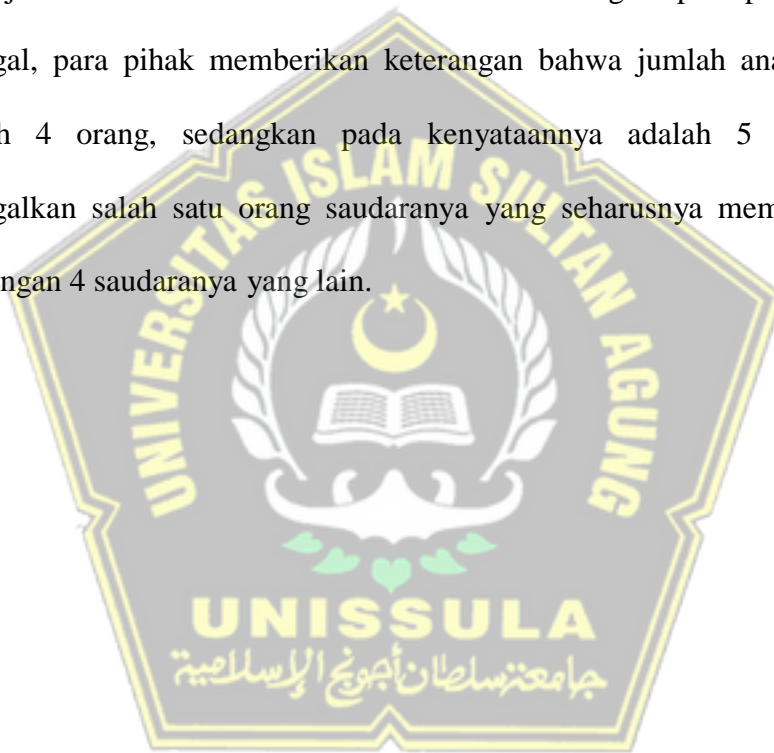 gal, para pihak memberikan keterangan bahwa jumlah ana
h 4 orang, sedangkan pada kenyataannya adalah 5
galkan salah satu orang saudaranya yang seharusnya mem
ngan 4 saudaranya yang lain.
UNIVERSITAS ISLAM SULTAN AGUNG
UNISSULA
جامعة سلطان أجونج الإسلامية